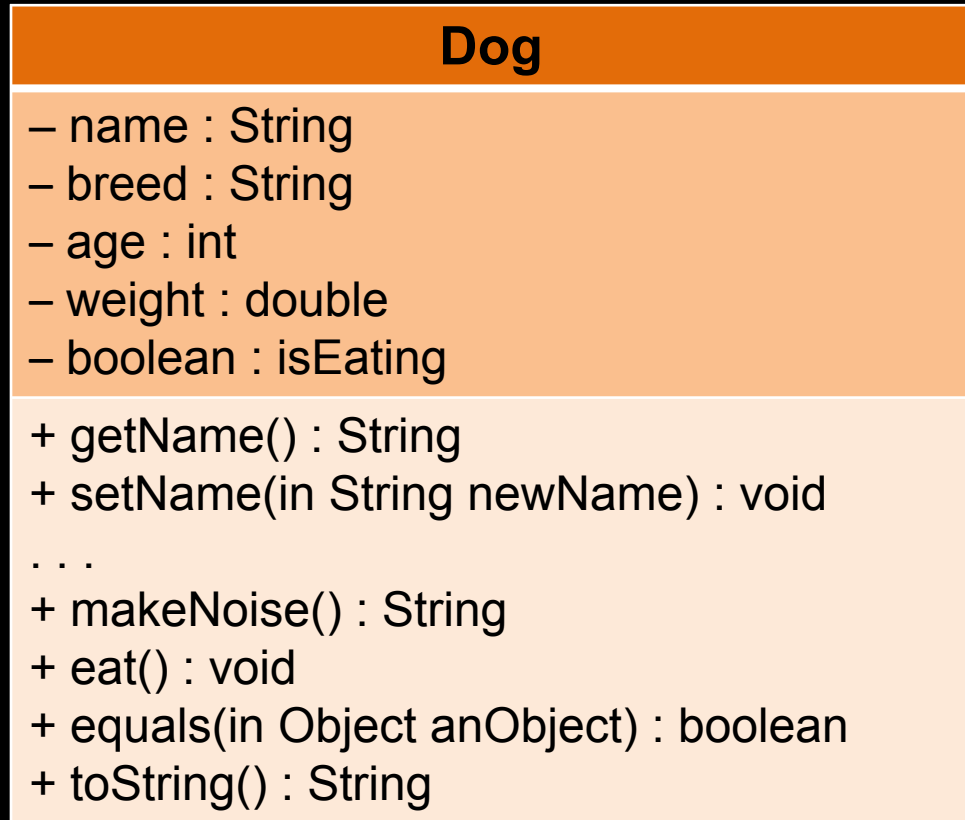 Dog
– name : String
– breed : String
– age : int
– weight : double
– boolean : isEating
+ getName() : String
+ setName(in String newName) : void
. . .
+ makeNoise() : String
+ eat() : void
+ equals(in Object anObject) : boolean
+ toString() : String